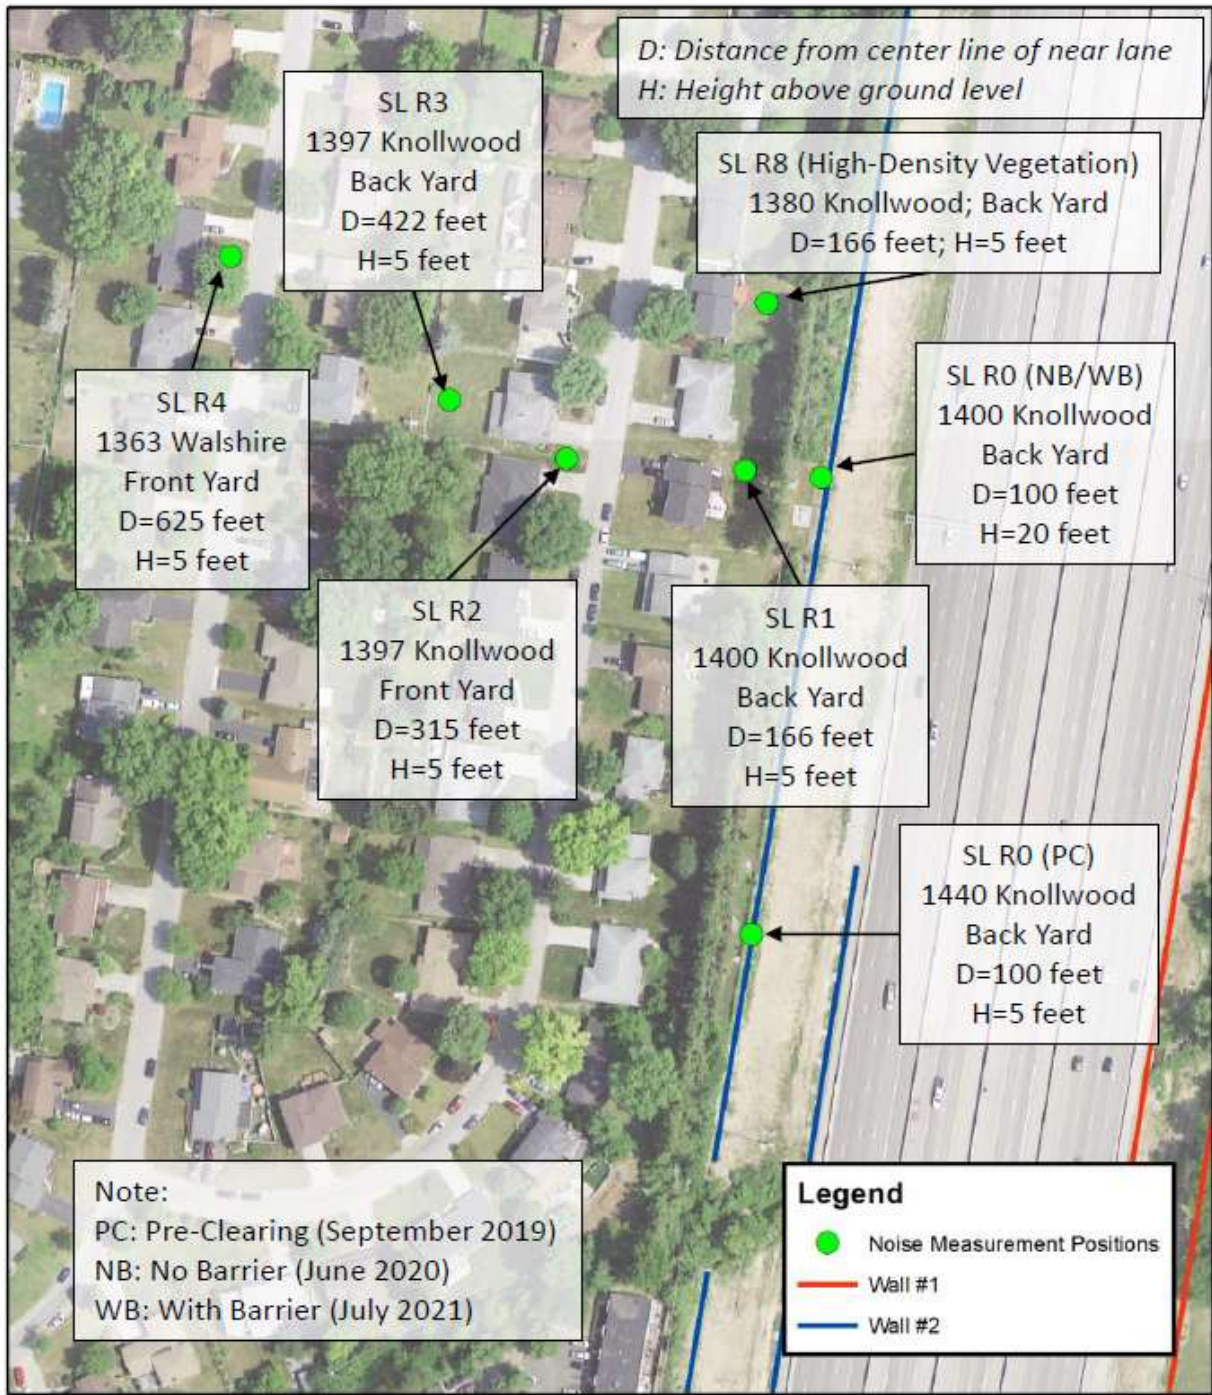 D: Distance from center line of near lane
H: Height above ground level
SL R3
1397 Knollwood
Back Yard
D=422 feet
H=5 feet
SL R8 (High-Density Vegetation)
1380 Knollwood; Back Yard
D=166 feet; H=5 feet
SL R4
1363 Walshire
Front Yard
D=625 feet
H=5 feet
SL R0 (NB/WB)
1400 Knollwood
Back Yard
D=100 feet
H=20 feet
SL R2
1397 Knollwood
Front Yard
D=315 feet
H=5 feet
SL R1
1400 Knollwood
Back Yard
D=166 feet
H=5 feet
SL R0 (PC)
1440 Knollwood
Back Yard
D=100 feet
H=5 feet
Note:
PC: Pre-Clearing (September 2019)
NB: No Barrier (June 2020)
WB: With Barrier (July 2021)
Legend
Noise Measurement Positions
Wall #1
Wall #2